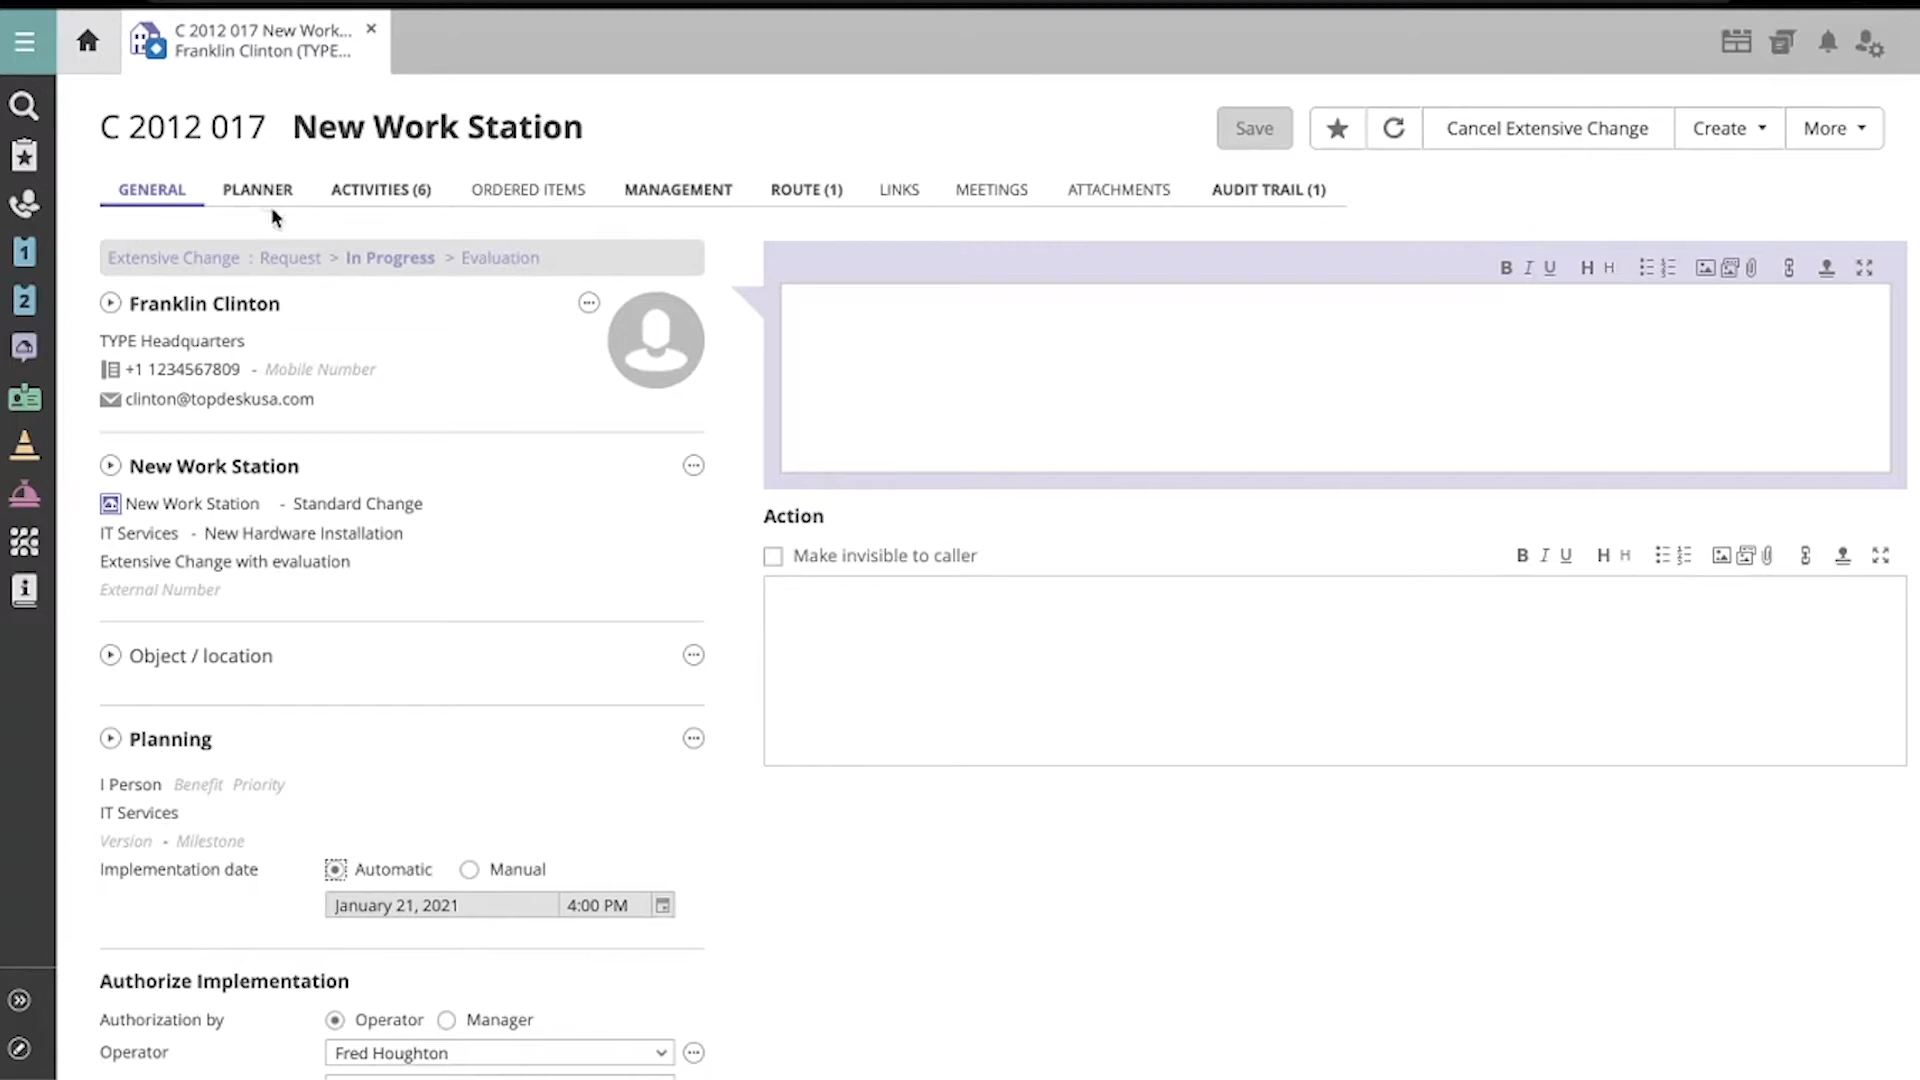 C 2012 017 New Work...
Franklin Clinton (TYPE...
1
2
C 2012 017 New Work Station
Save
Cancel Extensive Change
Create
More
GENERAL PLANNER ACTIVITIES (6) ORDERED ITEMS MANAGEMENT ROUTE (1) LINKS MEETINGS ATTACHMENTS AUDIT TRAIL (1)
Extensive Change : Request > In Progress > Evaluation
Franklin Clinton
TYPE Headquarters
+1 1234567809 - Mobile Number
clinton@topdeskusa.com
New Work Station
New Work Station - Standard Change
IT Services - New Hardware Installation
Extensive Change with evaluation
External Number
Object / location
Planning
I Person Benefit Priority
IT Services
Version - Milestone
Implementation date Automatic Manual
January 21, 2021 4:00 PM
Authorize Implementation
Authorization by Operator Manager
Operator Fred Houghton
B I U H H
Action
Make invisible to caller
B I U H H